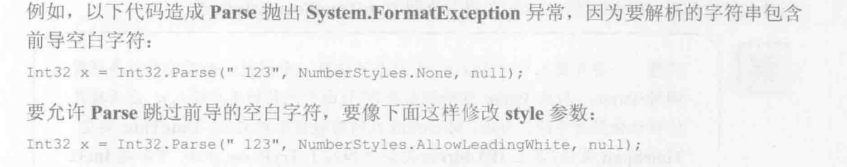 例如，以下代码造成 Parse 抛出 System.FormatException 异常，因为要解析的字符串包含
前导空白字符：
Int32 x = Int32.Parse(" 123", NumberStyles.None, null);
要允许 Parse 跳过前导的空白字符，要像下面这样修改 style 参数：
Int32 x = Int32.Parse(" 123", NumberStyles.AllowLeadingWhite, null);